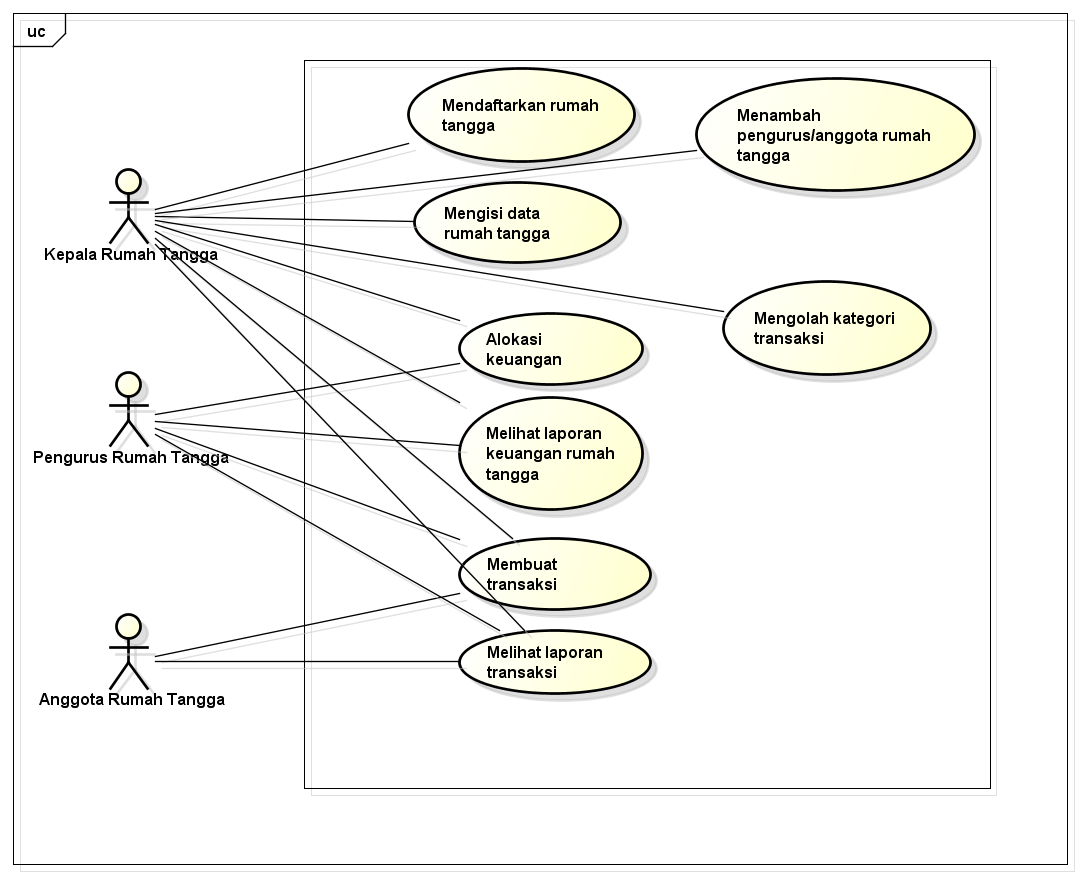 uc
Mendaftarkan rumah
tangga
Menambah
pengurus/anggota rumah
tangga
Kepala Rumah Tangga
Mengisi data
rumah tangga
Mengolah kategori
transaksi
Alokasi
keuangan
Pengurus Rumah Tangga
Melihat laporan
keuangan rumah
tangga
Membuat
transaksi
Anggota Rumah Tangga
Melihat laporan
transaksi